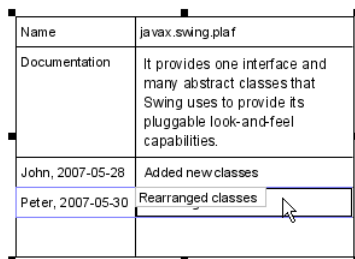 Name javax.swing.plaf
Documentation It provides one interface and
many abstract classes that
Swing uses to provide its
pluggable look-and-feel
capabilities.
John, 2007-05-28 Added new classes
Peter, 2007-05-30 Rearranged classes